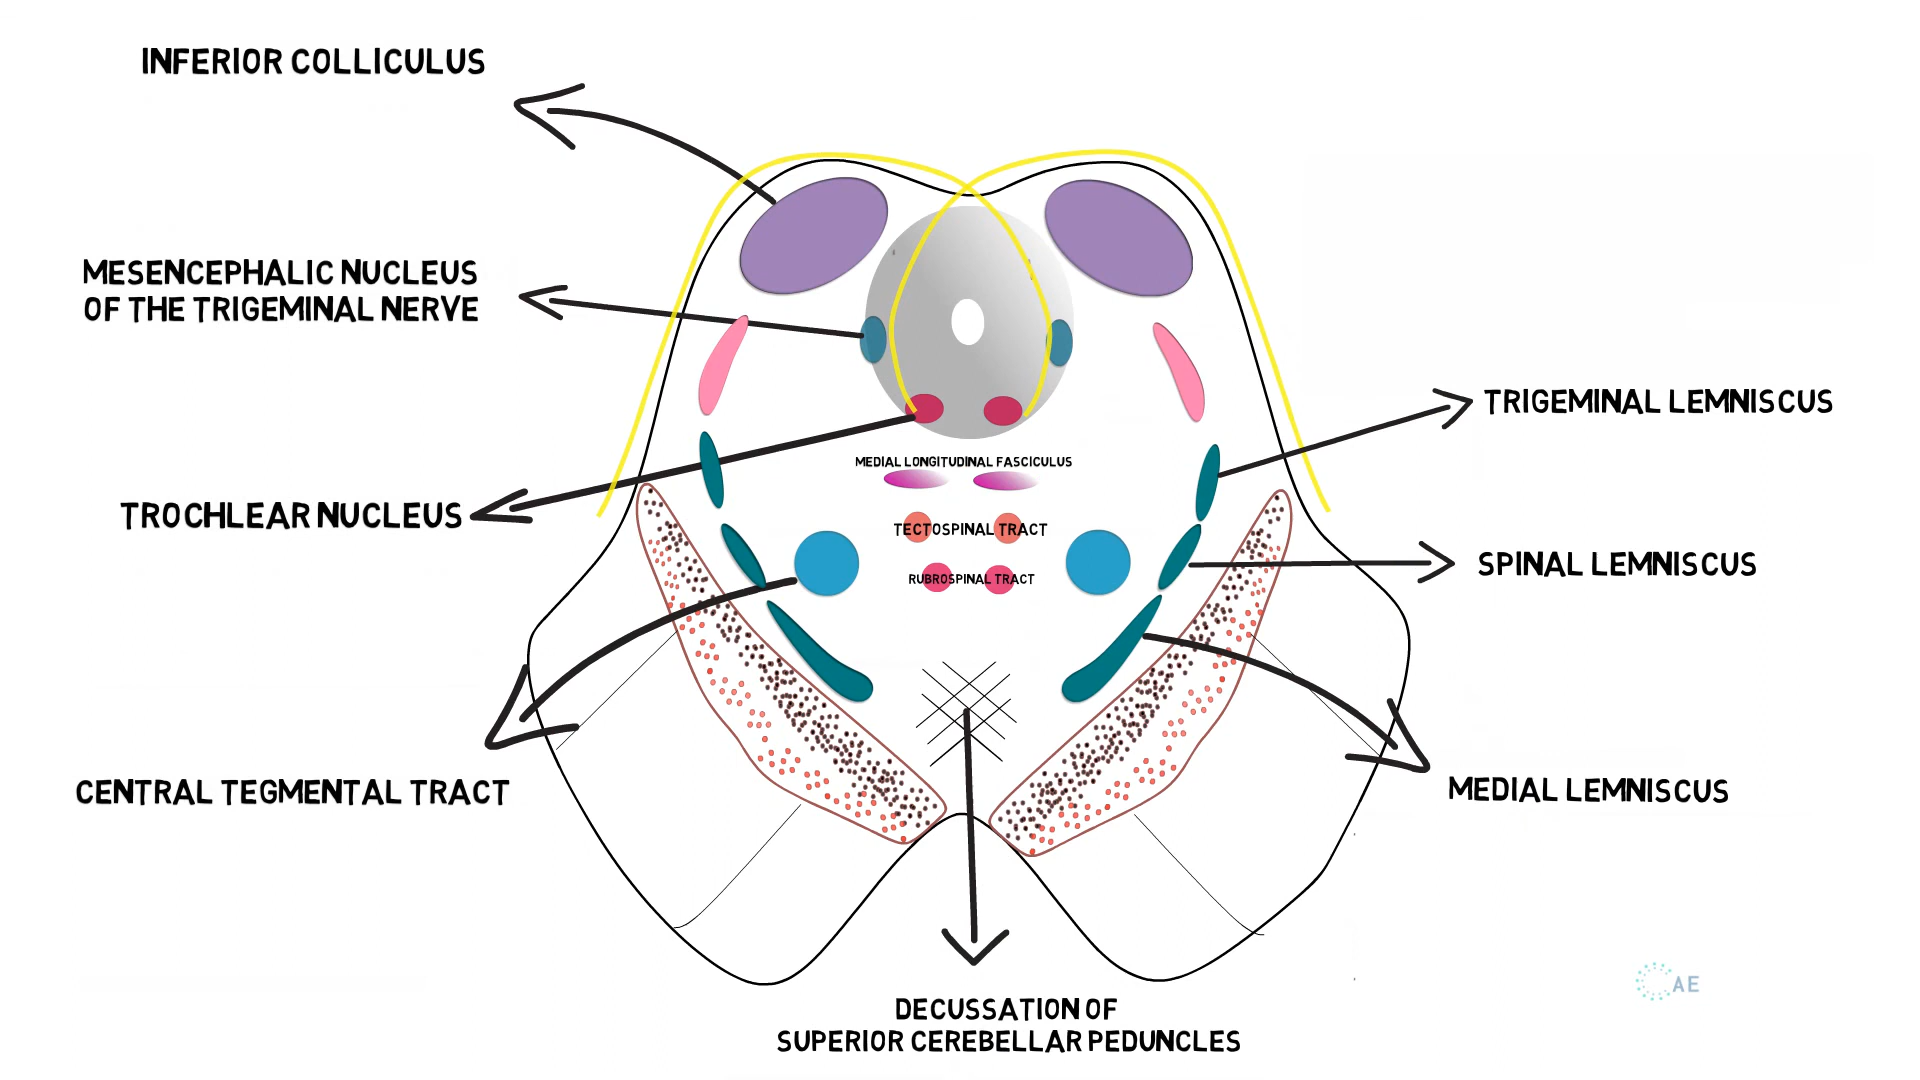 INFERIOR COLLICULUS
MESENCEPHALIC NUCLEUS
OF THE TRIGEMINAL NERVE
TROCHLEAR NUCLEUS
CENTRAL TEGMENTAL TRACT
MEDIAL LONGITUDINAL FASCICULUS
TECTOSPINAL TRACT
RUBROSPINAL TRACT
TRIGEMINAL LEMNISCUS
SPINAL LEMNISCUS
MEDIAL LEMNISCUS
DECUSSATION OF
SUPERIOR CEREBELLAR PEDUNCLES
AE